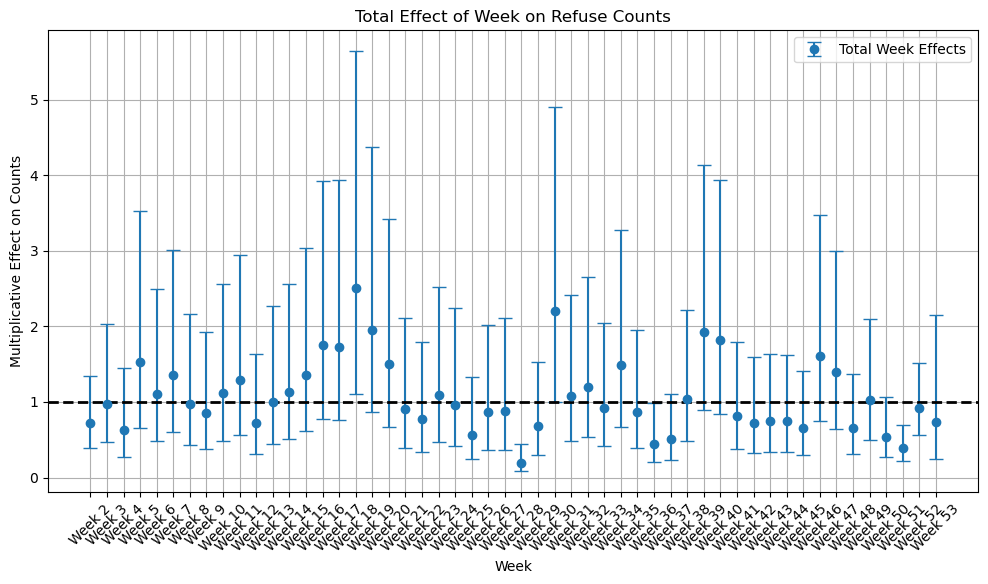 Total Effect of Week on Refuse Counts
Total Week Effects
Multiplicative Effect on Counts
5
4
3
2
1
0
Week 2
Week 3
Week 4
Week 5
Week 6
Week 7
Week 8
Week 9
Week 10
Week 11
Week 12
Week 13
Week 14
Week 15
Week 16
Week 17
Week 18
Week 19
Week 20
Week 21
Week 22
Week 23
Week 24
Week 25
Week 26
Week 27
Week 28
Week 29
Week 30
Week 31
Week 32
Week 33
Week 34
Week 35
Week 36
Week 37
Week 38
Week 39
Week 40
Week 41
Week 42
Week 43
Week 44
Week 45
Week 46
Week 47
Week 48
Week 49
Week 50
Week 51
Week 52
Week 53
Week